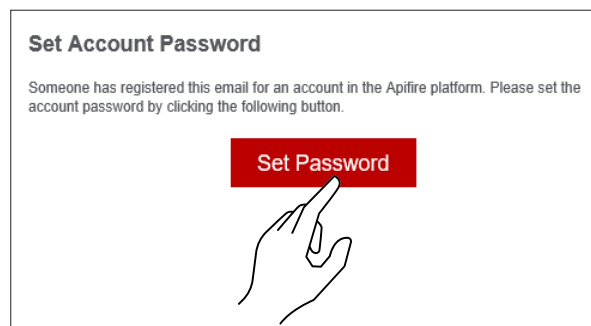 Set Account Password
Someone has registered this email for an account in the Apifire platform. Please set the
account password by clicking the following button.
Set Password